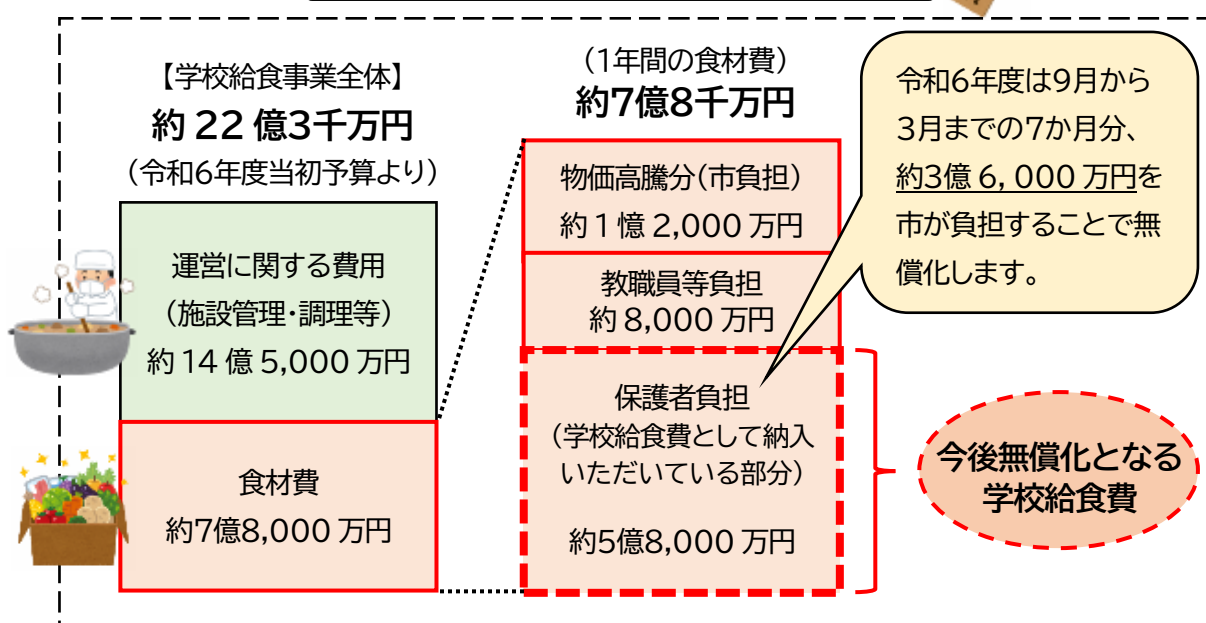 【学校給食事業全体】
約 22 億3千万円
(令和6年度当初予算より)
運営に関する費用
(施設管理・調理等)
約 14 億 5,000 万円
食材費
約7億8,000 万円
(1年間の食材費)
約7億8千万円
物価高騰分(市負担)
約 1 憶 2,000 万円
教職員等負担
約 8,000 万円
保護者負担
(学校給食費として納入
いただいている部分)
約5億8,000 万円
令和6年度は9月から
3月までの7か月分、
約3億 6, 000 万円を
市が負担することで無
償化します。
今後無償化となる
学校給食費